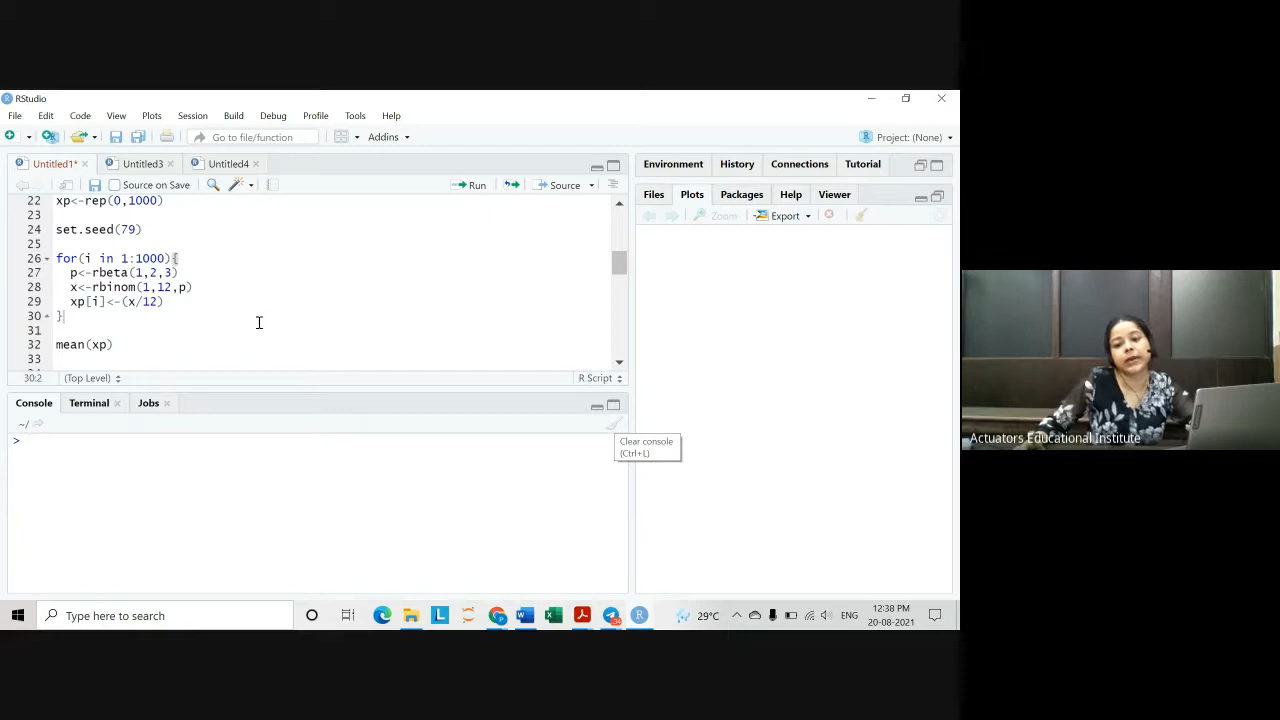 RStudio
File Edit Code View Plots Session Build Debug Profile Tools Help
Go to file/function
Addins
Project: (None)
Untitled1* Untitled3 Untitled4
Source on Save
Run
Source
22 xp<-rep(0,1000)
23
24 set.seed(79)
25
26 for(i in 1:1000){
27 p<-rbeta(1,2,3)
28 x<-rbinom(1,12,p)
29 xp[i]<-(x/12)
30 }
31
32 mean(xp)
33
30:2 (Top Level) R Script
Console Terminal Jobs
~/
>
Clear console
(Ctrl+L)
Environment History Connections Tutorial
Files Plots Packages Help Viewer
Zoom Export
Actuators Educational Institute
Type here to search
29°C
ENG
12:38 PM
20-08-2021